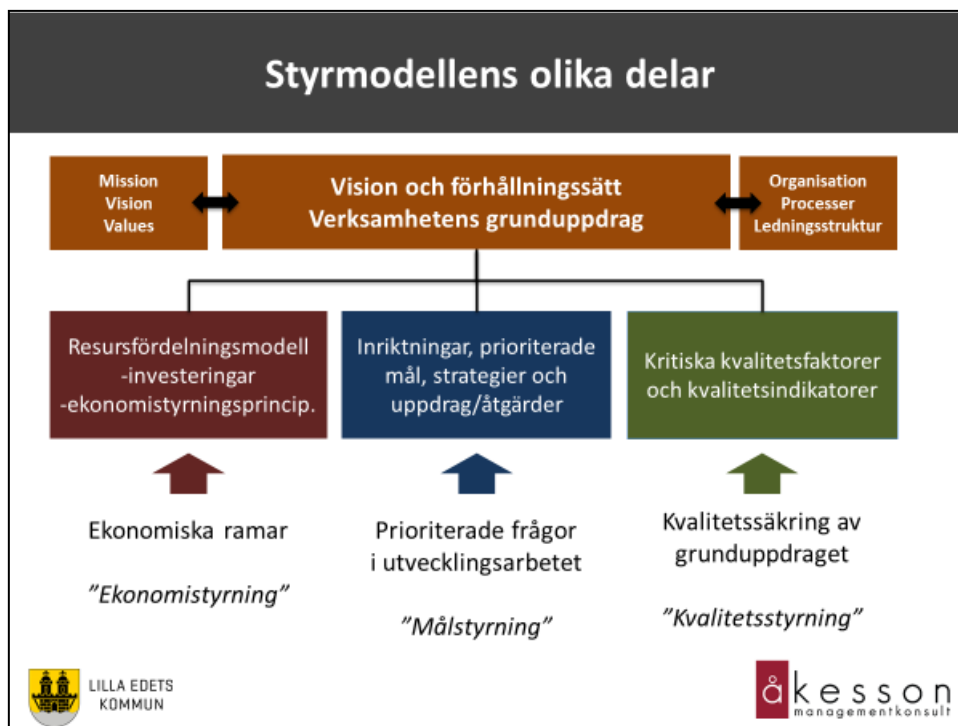 Styrmodellens olika delar
Mission
Vision
Values
Vision och förhållningssätt
Verksamhetens grunduppdrag
Organisation
Processer
Ledningsstruktur
Resursfördelningsmodell
-investeringar
-ekonomistyrningsprincip.
Inriktningar, prioriterade
mål, strategier och
uppdrag/åtgärder
Kritiska kvalitetsfaktorer
och kvalitetsindikatorer
Ekonomiska ramar
”Ekonomistyrning”
Prioriterade frågor
i utvecklingsarbetet
”Målstyrning”
Kvalitetssäkring av
grunduppdraget
”Kvalitetsstyrning”
LILLA EDETS
KOMMUN
åkesson
managementkonsult